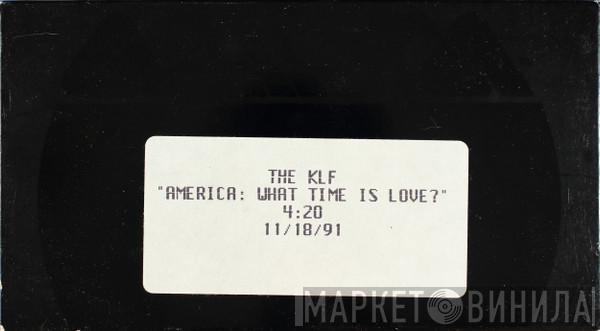 THE KLF
"AMERICA: WHAT TIME IS LOVE?"
4:20
11/18/91
МАРКЕТ ВИНИЛА